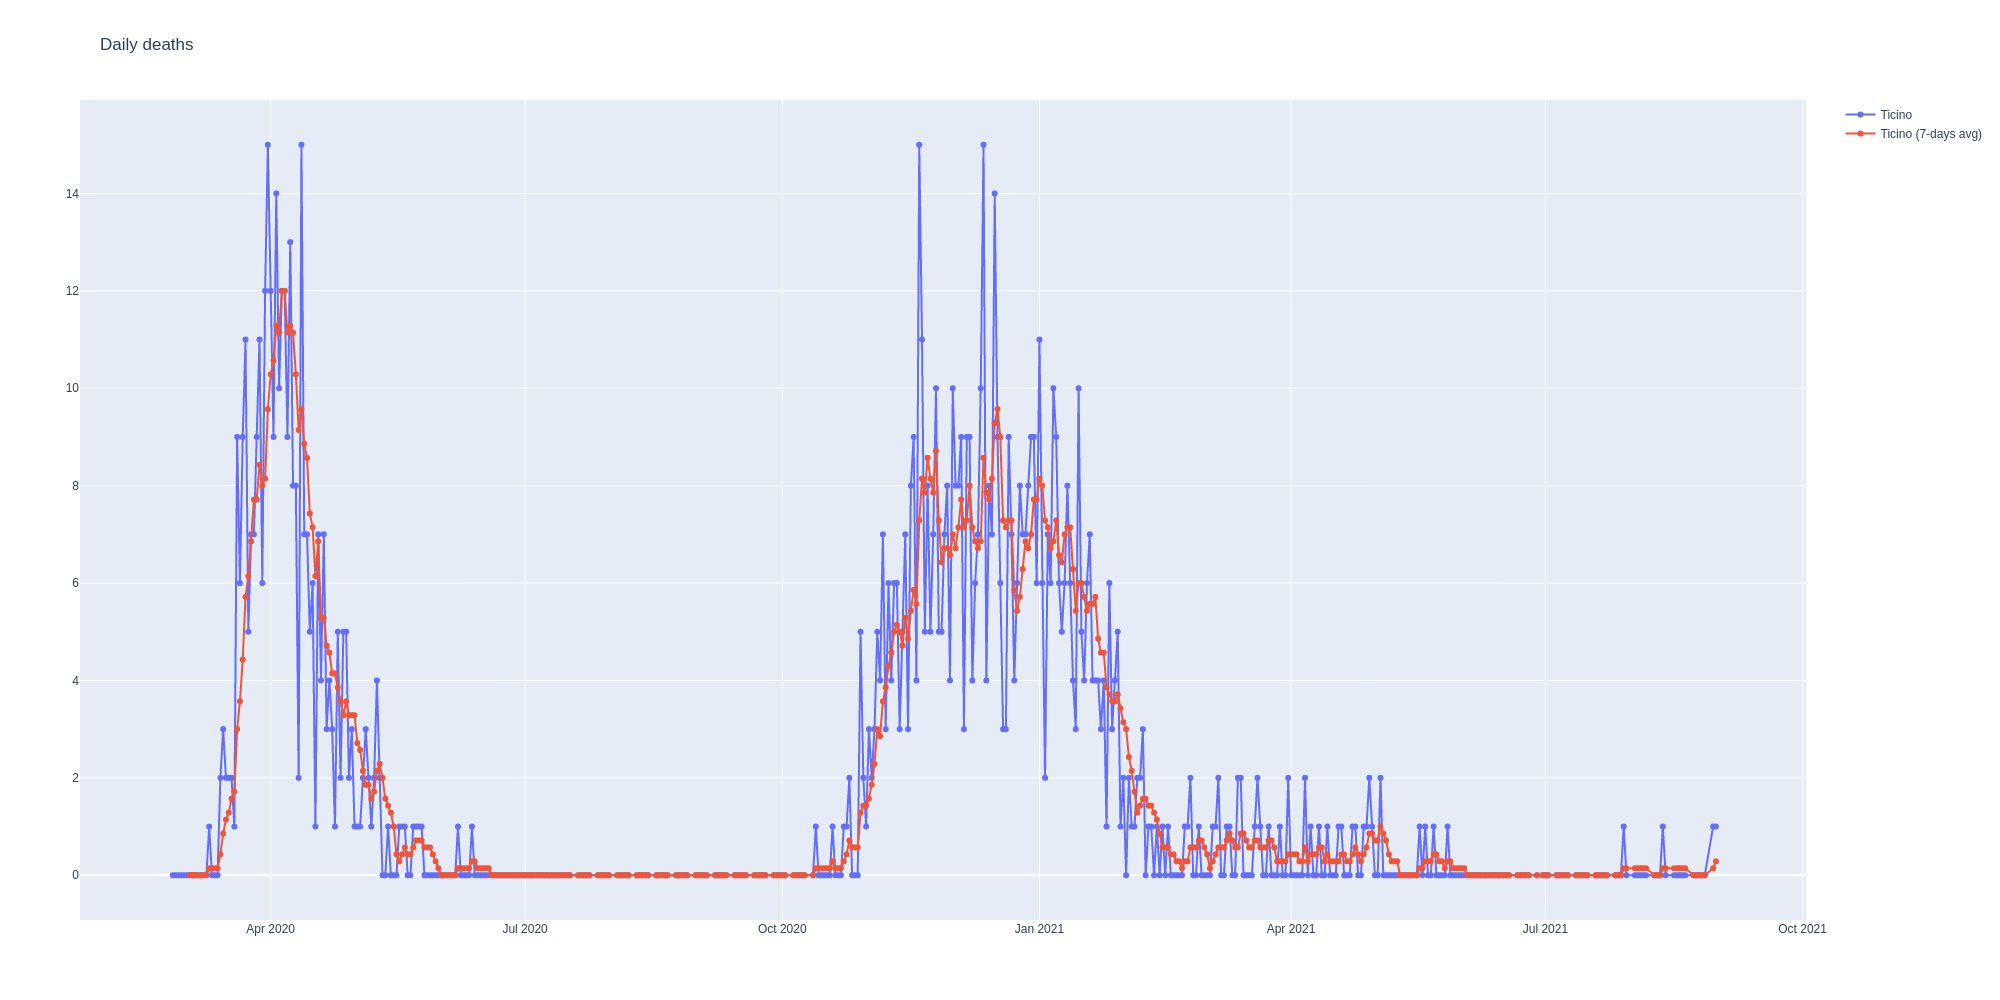 Daily deaths
Ticino
Ticino (7-days avg)
14
12
10
8
6
4
2
0
Apr 2020
Jul 2020
Oct 2020
Jan 2021
Apr 2021
Jul 2021
Oct 2021